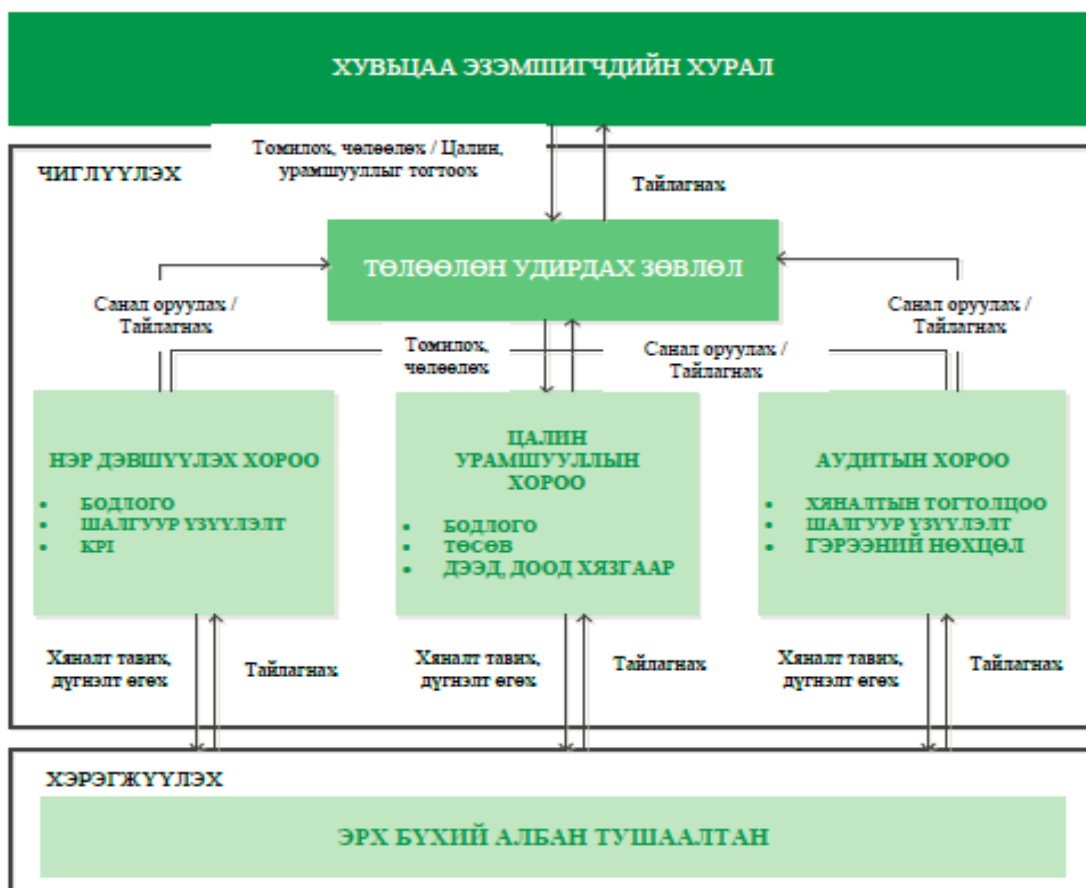 ХУВЬЦАА ЭЗЭМШИГЧДИЙН ХУРАЛ
Томилох, чөлөөлөх / Цалин,
урамшууллыг тогтоох
ЧИГЛҮҮЛЭХ
Тайлагнах
ТӨЛӨӨЛӨН УДИРДАХ ЗӨВЛӨЛ
Санал оруулах /
Тайлагнах
Санал оруулах /
Тайлагнах
Томилох,
чөлөөлөх
Санал оруулах /
Тайлагнах
НЭР ДЭВШҮҮЛЭХ ХОРОО
• БОДЛОГО
• ШАЛГУУР ҮЗҮҮЛЭЛТ
• KPI
ЦАЛИН
УРАМШУУЛЛЫН
ХОРОО
• БОДЛОГО
• ТӨСӨВ
• ДЭЭД, ДООД ХЯЗГААР
АУДИТЫН ХОРОО
• ХЯНАЛТЫН ТОГТОЛЦОО
• ШАЛГУУР ҮЗҮҮЛЭЛТ
• ГЭРЭЭНИЙ НӨХЦӨЛ
Хяналт тавих,
дүгнэлт өгөх
Тайлагнах
Хяналт тавих,
дүгнэлт өгөх
Тайлагнах
Хяналт тавих,
дүгнэлт өгөх
Тайлагнах
ХЭРЭГЖҮҮЛЭХ
ЭРХ БҮХИЙ АЛБАН ТУШААЛТАН